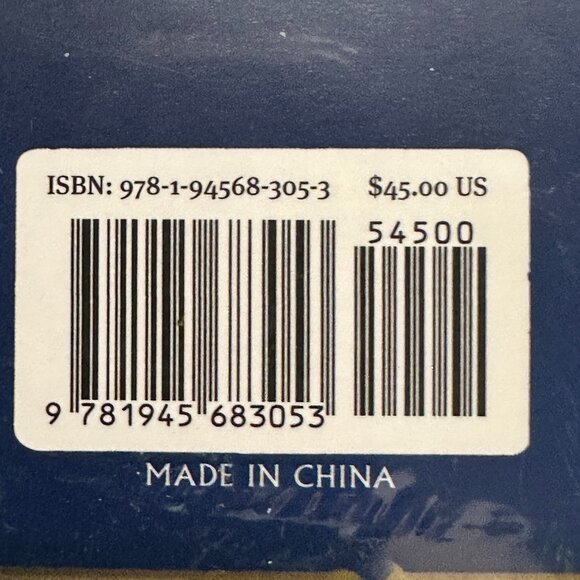 ISBN: 978-1-94568-305-3 $45.00 US
54500
9 781945 683053
MADE IN CHINA